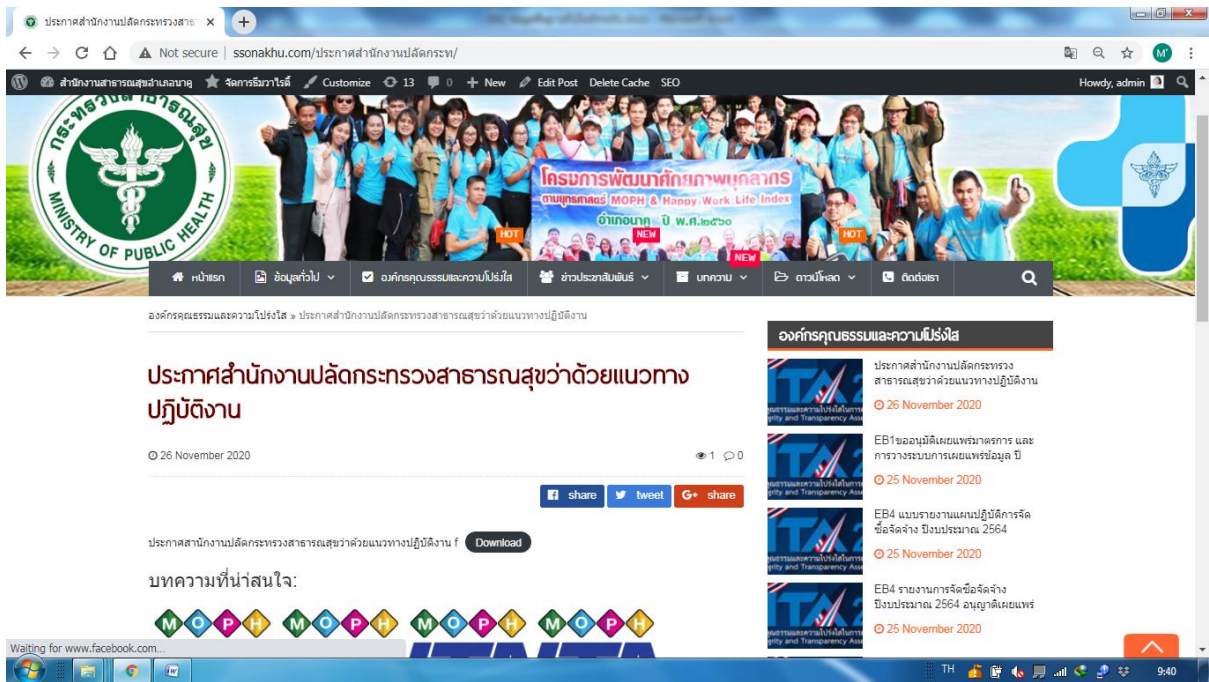 ประกาศสำนักงานปลัดกระทรวงสาธ
Not secure
ssonakhu.com/ประกาศสำนักงานปลัดกระท/
สำนักงานสาธารณสุขอำเภอนาคู
จัดการธีมวาไรตี้
Customize
13
0
New
Edit Post
Delete Cache
SEO
Howdy, admin
กระทรวงสาธารณสุข
MINISTRY OF PUBLIC HEALTH
โครงการพัฒนาศักยภาพบุคลากร
ตามยุทธศาสตร์ MOPH & Happy Work Life Index
อำเภอนาคู ปี พ.ศ.๒๕๖๐
HOT
NEW
HOT
NEW
หน้าแรก
ข้อมูลทั่วไป
องค์กรคุณธรรมและความโปร่งใส
ข่าวประชาสัมพันธ์
บทความ
ดาวน์โหลด
ติดต่อเรา
องค์กรคุณธรรมและความโปร่งใส » ประกาศสำนักงานปลัดกระทรวงสาธารณสุขว่าด้วยแนวทางปฏิบัติงาน
ประกาศสำนักงานปลัดกระทรวงสาธารณสุขว่าด้วยแนวทาง
ปฏิบัติงาน
26 November 2020
1
0
share
tweet
G+ share
ประกาศสานักงานปลัดกระทรวงสาธารณสุขว่าด้วยแนวทางปฏิบัติงาน f
Download
บทความที่น่าสนใจ:
MOPH MOPH MOPH MOPH
องค์กรคุณธรรมและความโปร่งใส
ประกาศสำนักงานปลัดกระทรวง
สาธารณสุขว่าด้วยแนวทางปฏิบัติงาน
26 November 2020
EB1ขออนุมัติเผยแพร่มาตรการ และ
การวางระบบการเผยแพร่ข้อมูล ปี
25 November 2020
EB4 แบบรายงานแผนปฏิบัติการจัด
ซื้อจัดจ้าง ปีงบประมาณ 2564
25 November 2020
EB4 รายงานการจัดซื้อจัดจ้าง
ปีงบประมาณ 2564 อนุญาติเผยแพร่
25 November 2020
Waiting for www.facebook.com...
TH
9:40